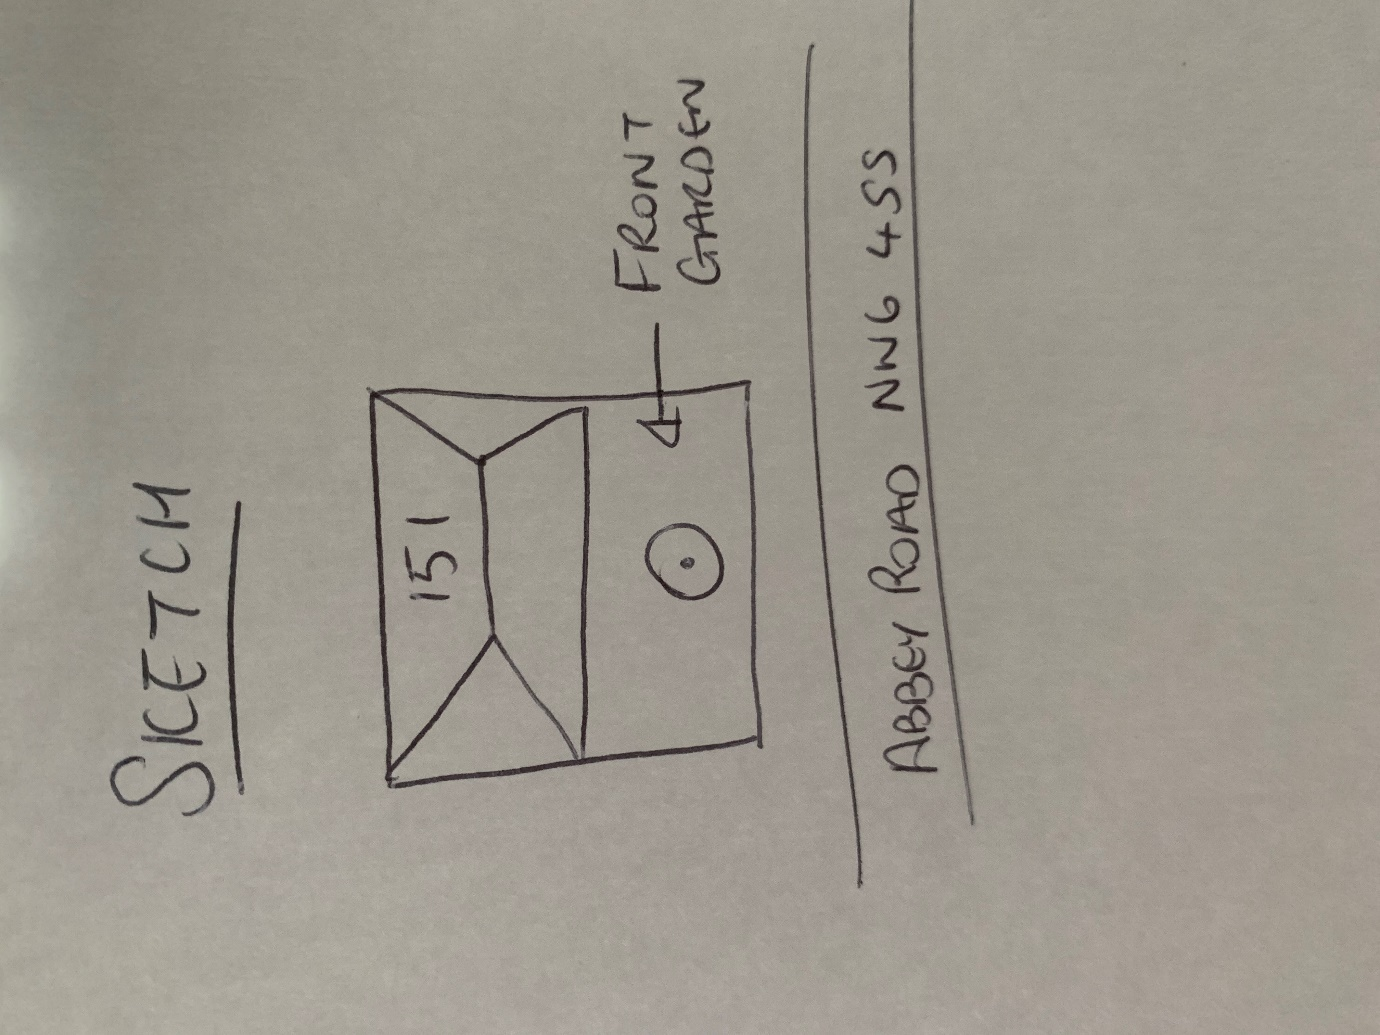 SKETCH
151
FRONT
GARDEN
ABBEY ROAD NW6 4SS